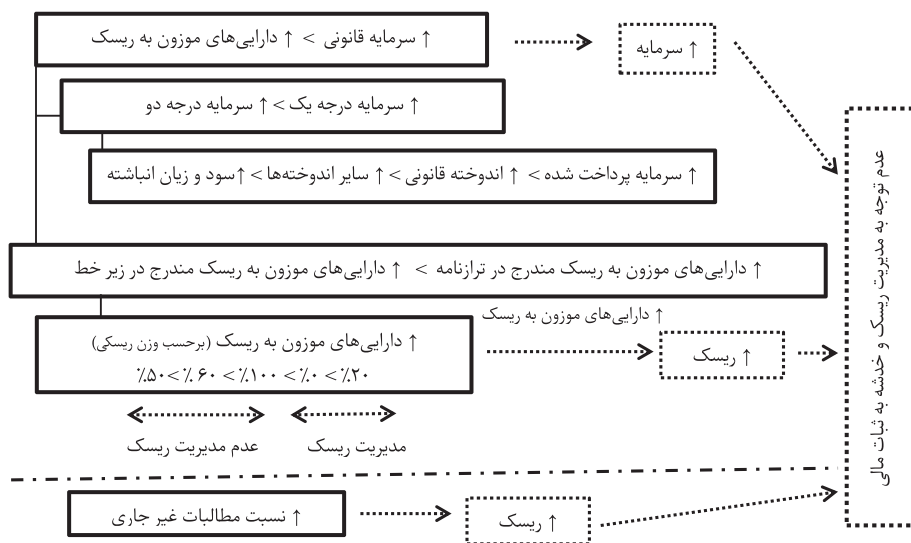 ↑ سرمایه قانونی > ↑ دارایی‌های موزون به ریسک
↑ سرمایه
↑ سرمایه درجه یک > ↑ سرمایه درجه دو
↑ سرمایه پرداخت شده > ↑ اندوخته قانونی > ↑ سایر اندوخته‌ها > ↑ سود و زیان انباشته
↑ دارایی‌های موزون به ریسک مندرج در ترازنامه > ↑ دارایی‌های موزون به ریسک مندرج در زیر خط
↑ دارایی‌های موزون به ریسک
↑ دارایی‌های موزون به ریسک (برحسب وزن ریسکی)
٪۲۰ > ٪۰ > ٪۱۰۰ > ٪۶۰ > ٪۵۰
↑ ریسک
مدیریت ریسک
عدم مدیریت ریسک
↑ نسبت مطالبات غیر جاری
↑ ریسک
عدم توجه به مدیریت ریسک و خدشه به ثبات مالی